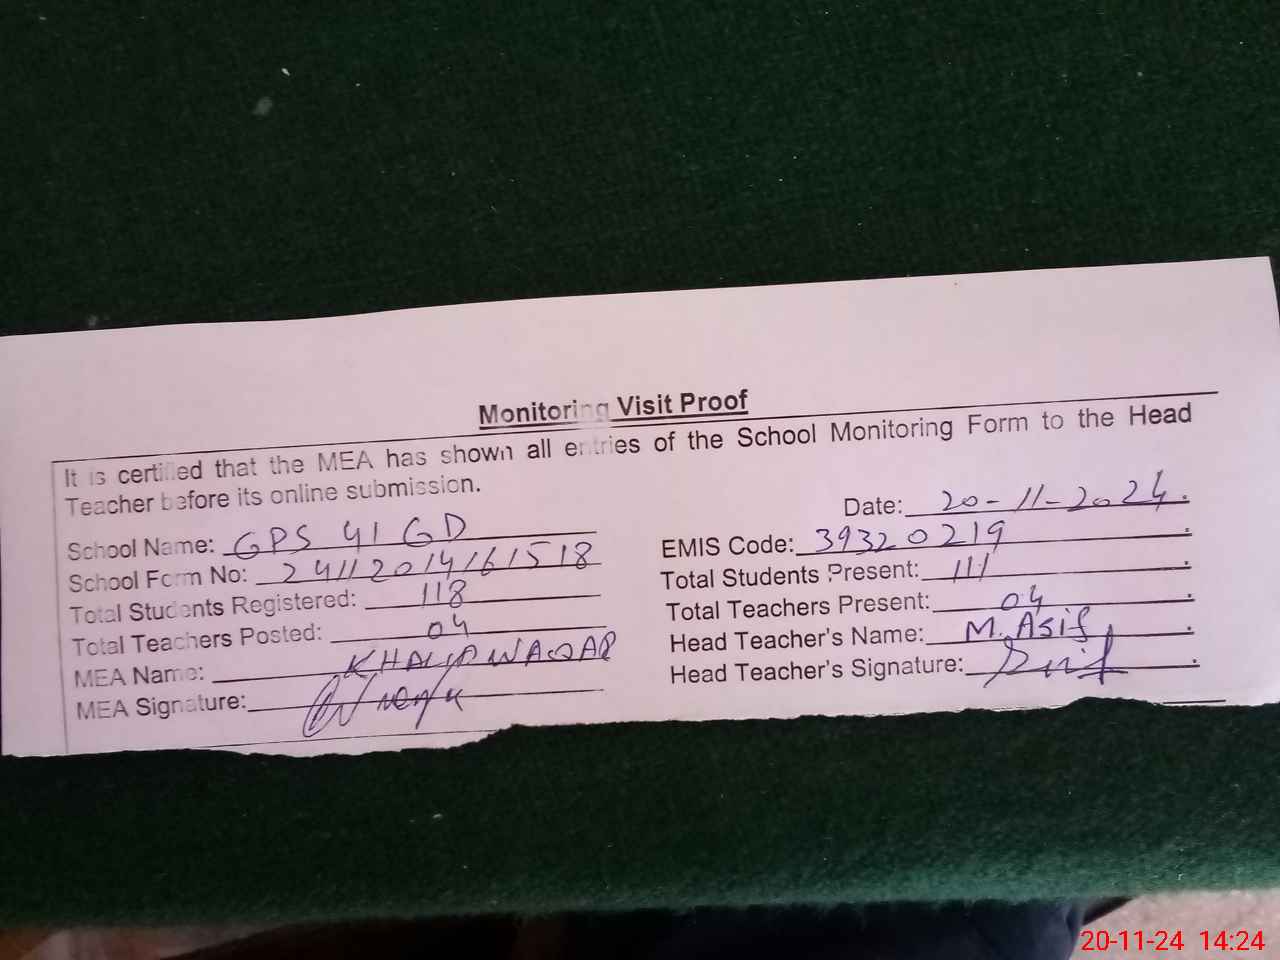 Monitoring Visit Proof
It is certified that the MEA has shown all entries of the School Monitoring Form to the Head
Teacher before its online submission.
Date: 20-11-2024.
School Name: GPS 41 GD
EMIS Code: 39320219
School Form No: 24112014161518
Total Students Present: 111
Total Students Registered: 118
Total Teachers Present: 04
Total Teachers Posted: 04
Head Teacher's Name: M. Asif
MEA Name: KHALID WAQAR
Head Teacher's Signature:
MEA Signature:
20-11-24 14:24